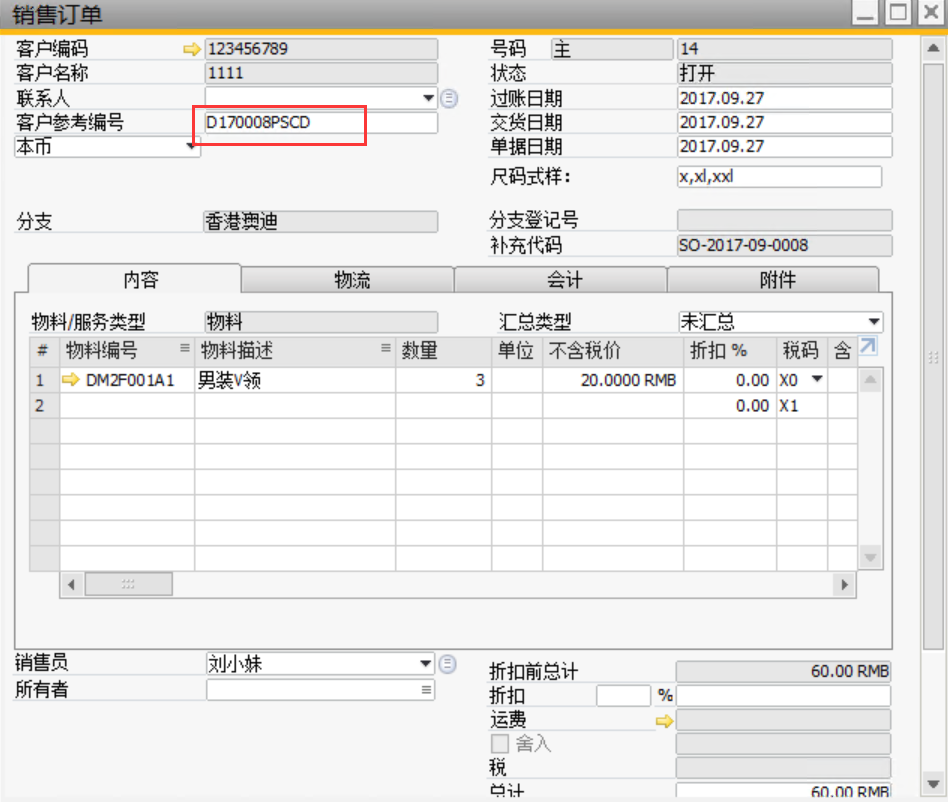 销售订单
客户编码 123456789 号码 主 14
客户名称 1111 状态 打开
联系人 过账日期 2017.09.27
客户参考编号 D170008PSCD 交货日期 2017.09.27
本币 单据日期 2017.09.27
尺码式样： x,xl,xxl
分支 香港奥迪 分支登记号
补充代码 SO-2017-09-0008
内容 物流 会计 附件
物料/服务类型 物料 汇总类型 未汇总
# 物料编号 物料描述 数量 单位 不含税价 折扣 % 税码 含
1 DM2F001A1 男装V领 3 20.0000 RMB 0.00 X0
2 0.00 X1
销售员 刘小妹
所有者 折扣前总计 60.00 RMB
折扣 %
运费
舍入
税
总计 60.00 RMB